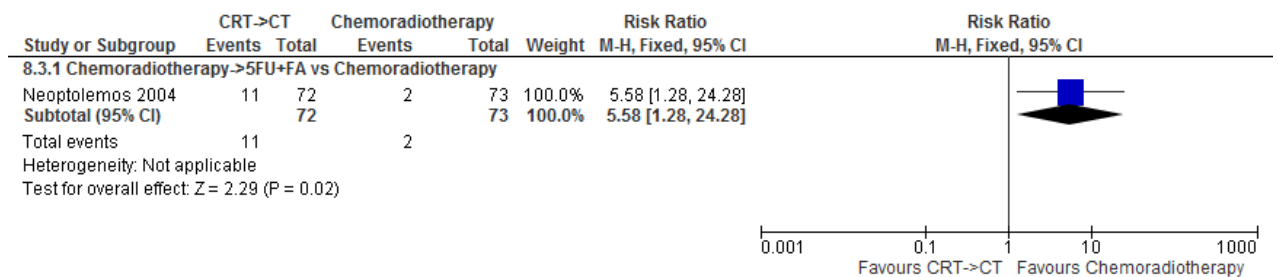 CRT->CT Chemoradiotherapy Risk Ratio Risk Ratio
Study or Subgroup Events Total Events Total Weight M-H, Fixed, 95% CI M-H, Fixed, 95% CI
8.3.1 Chemoradiotherapy->5FU+FA vs Chemoradiotherapy
Neoptolemos 2004 11 72 2 73 100.0% 5.58 [1.28, 24.28]
Subtotal (95% CI) 72 73 100.0% 5.58 [1.28, 24.28]
Total events 11 2
Heterogeneity: Not applicable
Test for overall effect: Z = 2.29 (P = 0.02)
0.001 0.1 1 10 1000
Favours CRT->CT Favours Chemoradiotherapy